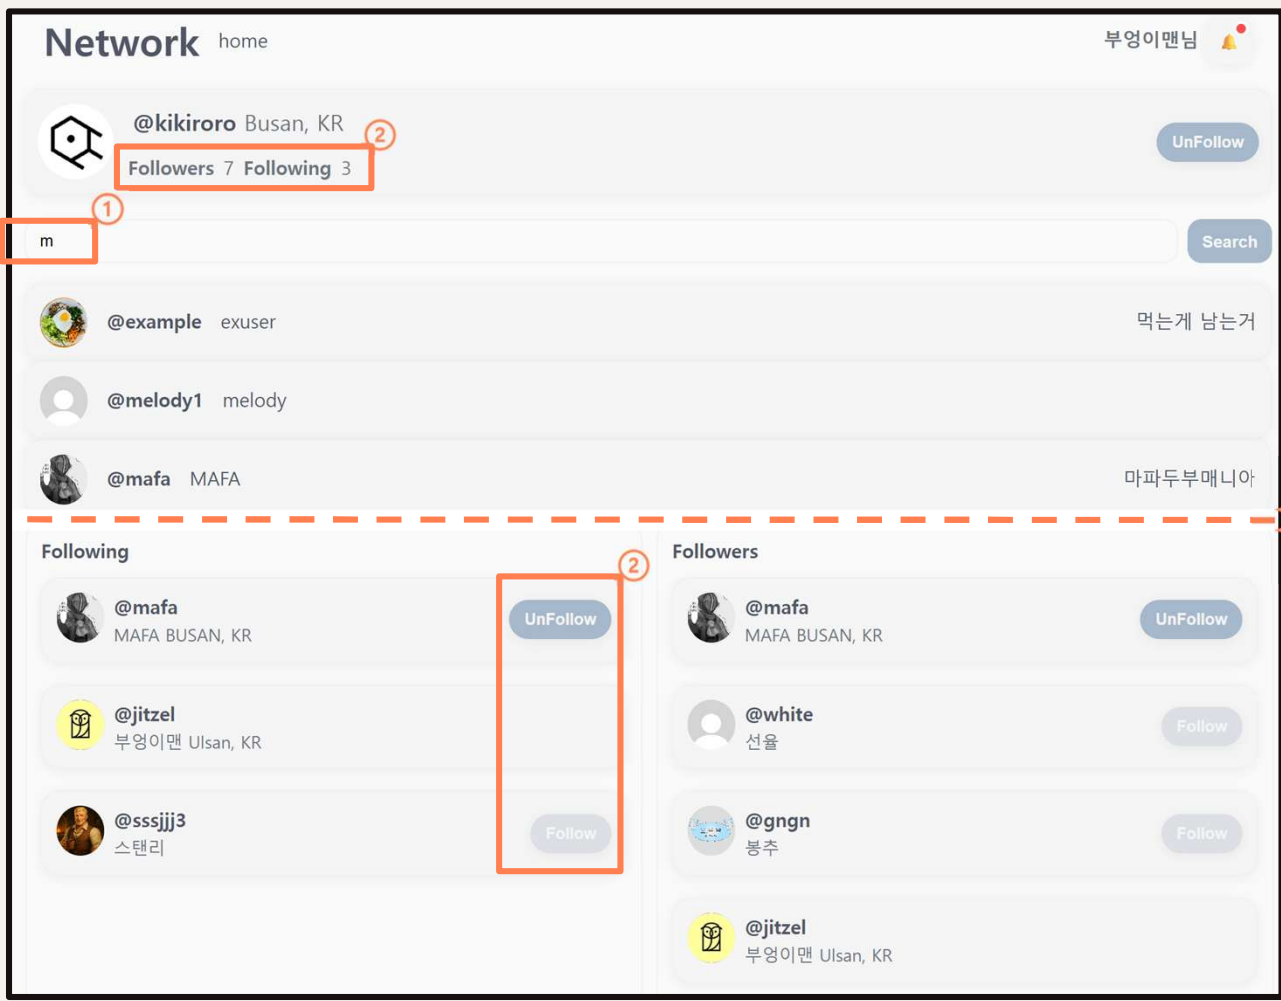 Network home
부엉이맨님
@kikiroro Busan, KR
②
UnFollow
Followers 7 Following 3
①
m
Search
@example exuser
먹는게 남는거
@melody1 melody
@mafa MAFA
마파두부매니아
Following
②
@mafa
MAFA BUSAN, KR
UnFollow
@jitzel
부엉이맨 Ulsan, KR
@sssjjj3
스탠리
Follow
Followers
@mafa
MAFA BUSAN, KR
UnFollow
@white
선율
Follow
@gngn
봉추
Follow
@jitzel
부엉이맨 Ulsan, KR